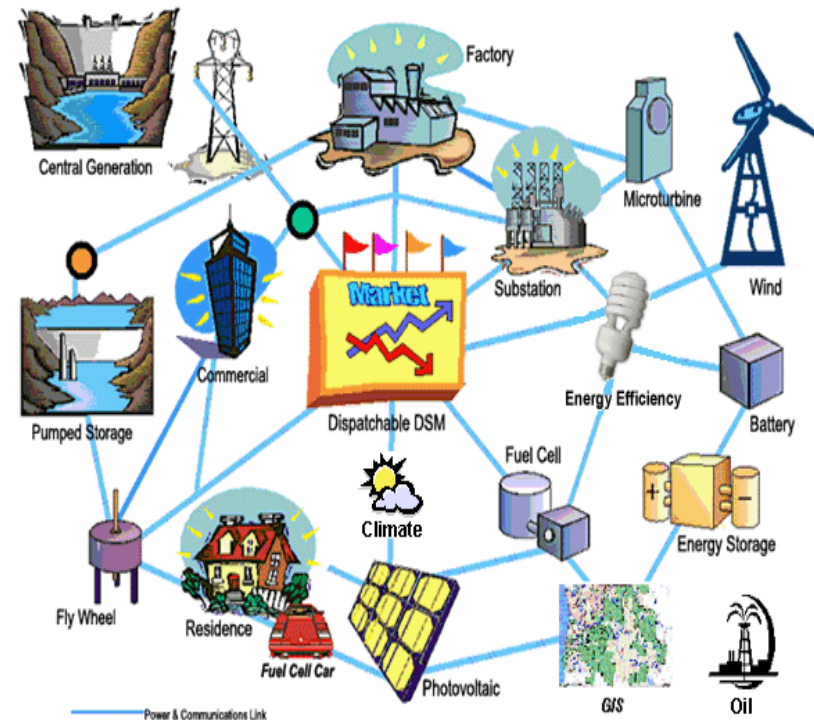 Factory
Central Generation
Microturbine
Wind
Substation
Market
Commercial
Energy Efficiency
Pumped Storage
Dispatchable DSM
Battery
Fuel Cell
Climate
+
−
Energy Storage
Fly Wheel
Residence
Fuel Cell Car
Photovoltaic
GIS
Oil
Power & Communications Link